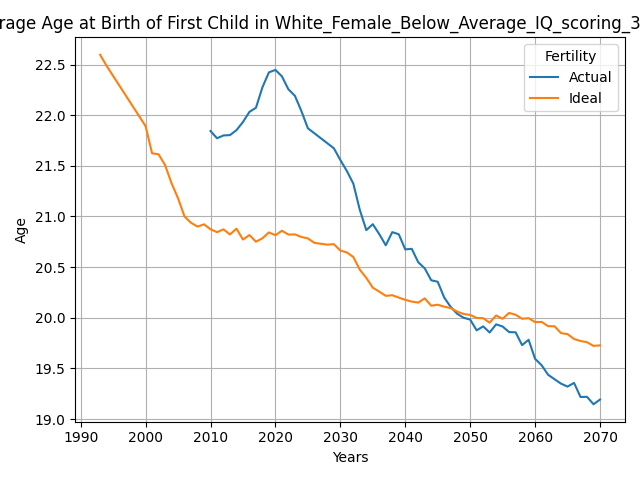 rage Age at Birth of First Child in White_Female_Below_Average_IQ_scoring_3
Fertility
Actual
Ideal
22.5
22.0
21.5
21.0
20.5
20.0
19.5
19.0
Age
1990 2000 2010 2020 2030 2040 2050 2060 2070
Years